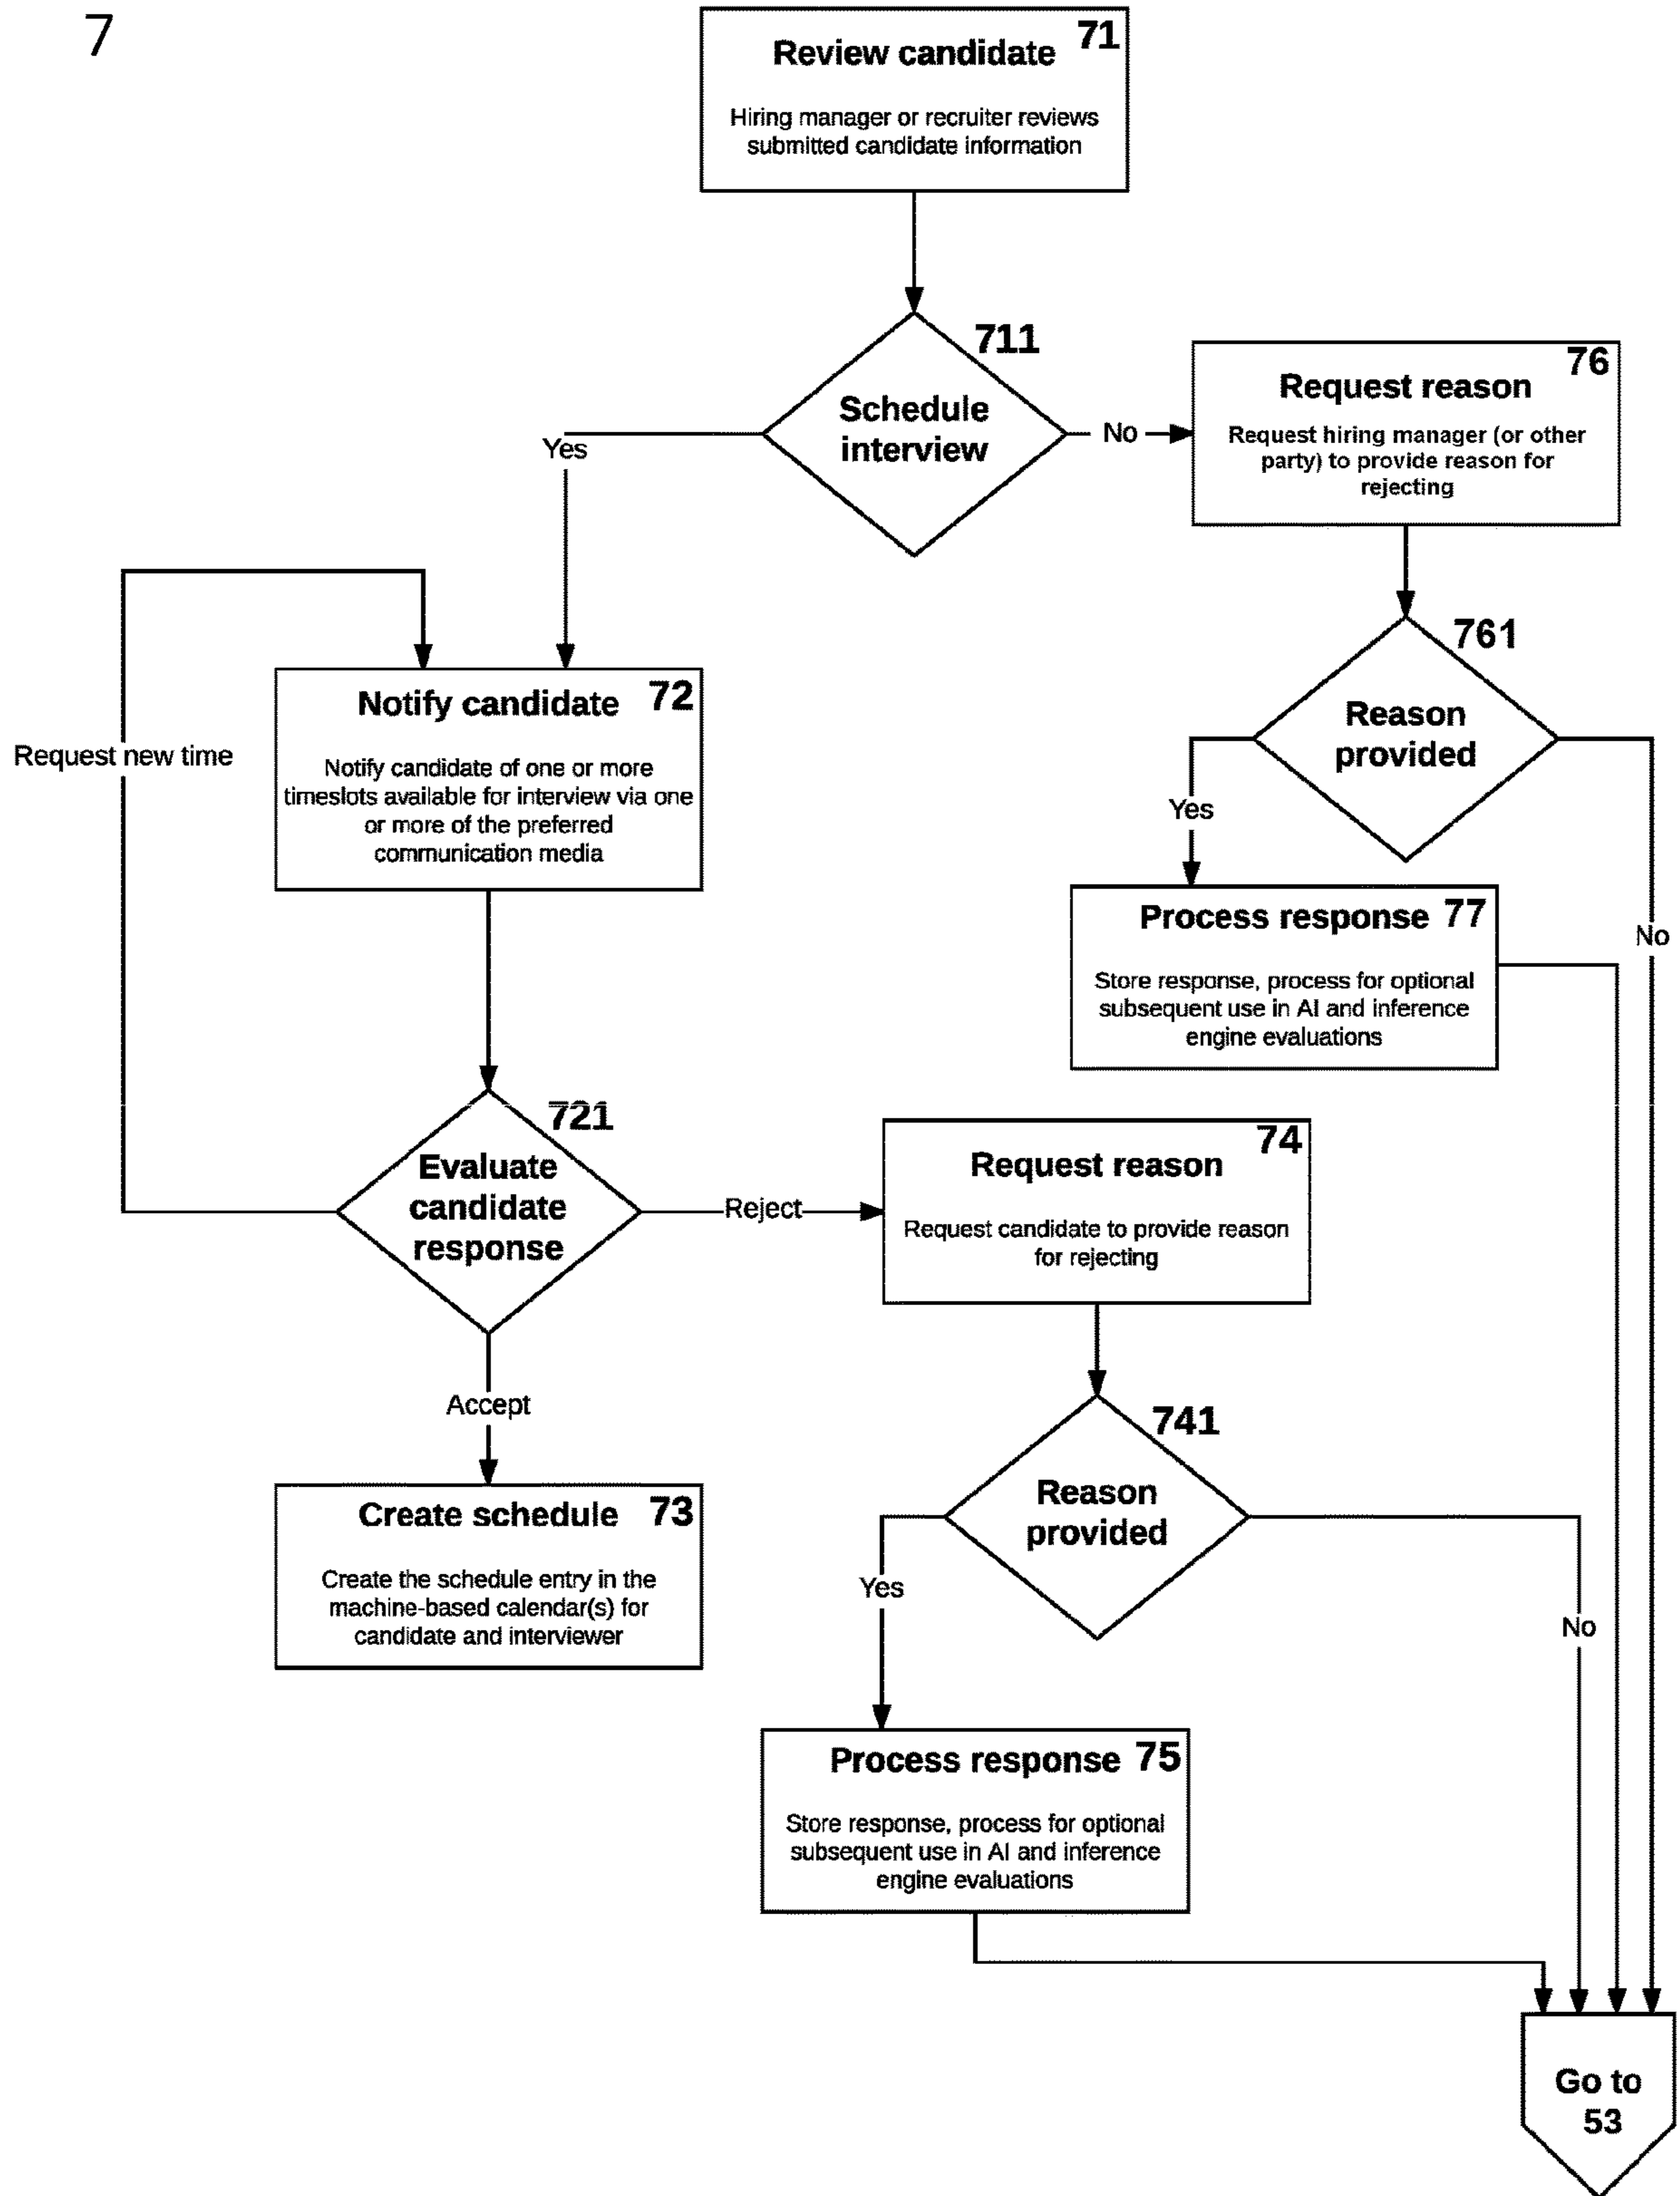 7
Review candidate 71
Hiring manager or recruiter reviews
submitted candidate information
711
Schedule
interview
Yes
No
76
Request reason
Request hiring manager (or other
party) to provide reason for
rejecting
761
Reason
provided
Yes
No
Notify candidate 72
Notify candidate of one or more
timeslots available for interview via one
or more of the preferred
communication media
Request new time
Process response 77
Store response, process for optional
subsequent use in AI and inference
engine evaluations
721
Evaluate
candidate
response
Reject
Accept
74
Request reason
Request candidate to provide reason
for rejecting
741
Reason
provided
Yes
No
Create schedule 73
Create the schedule entry in the
machine-based calendar(s) for
candidate and interviewer
Process response 75
Store response, process for optional
subsequent use in AI and inference
engine evaluations
Go to
53